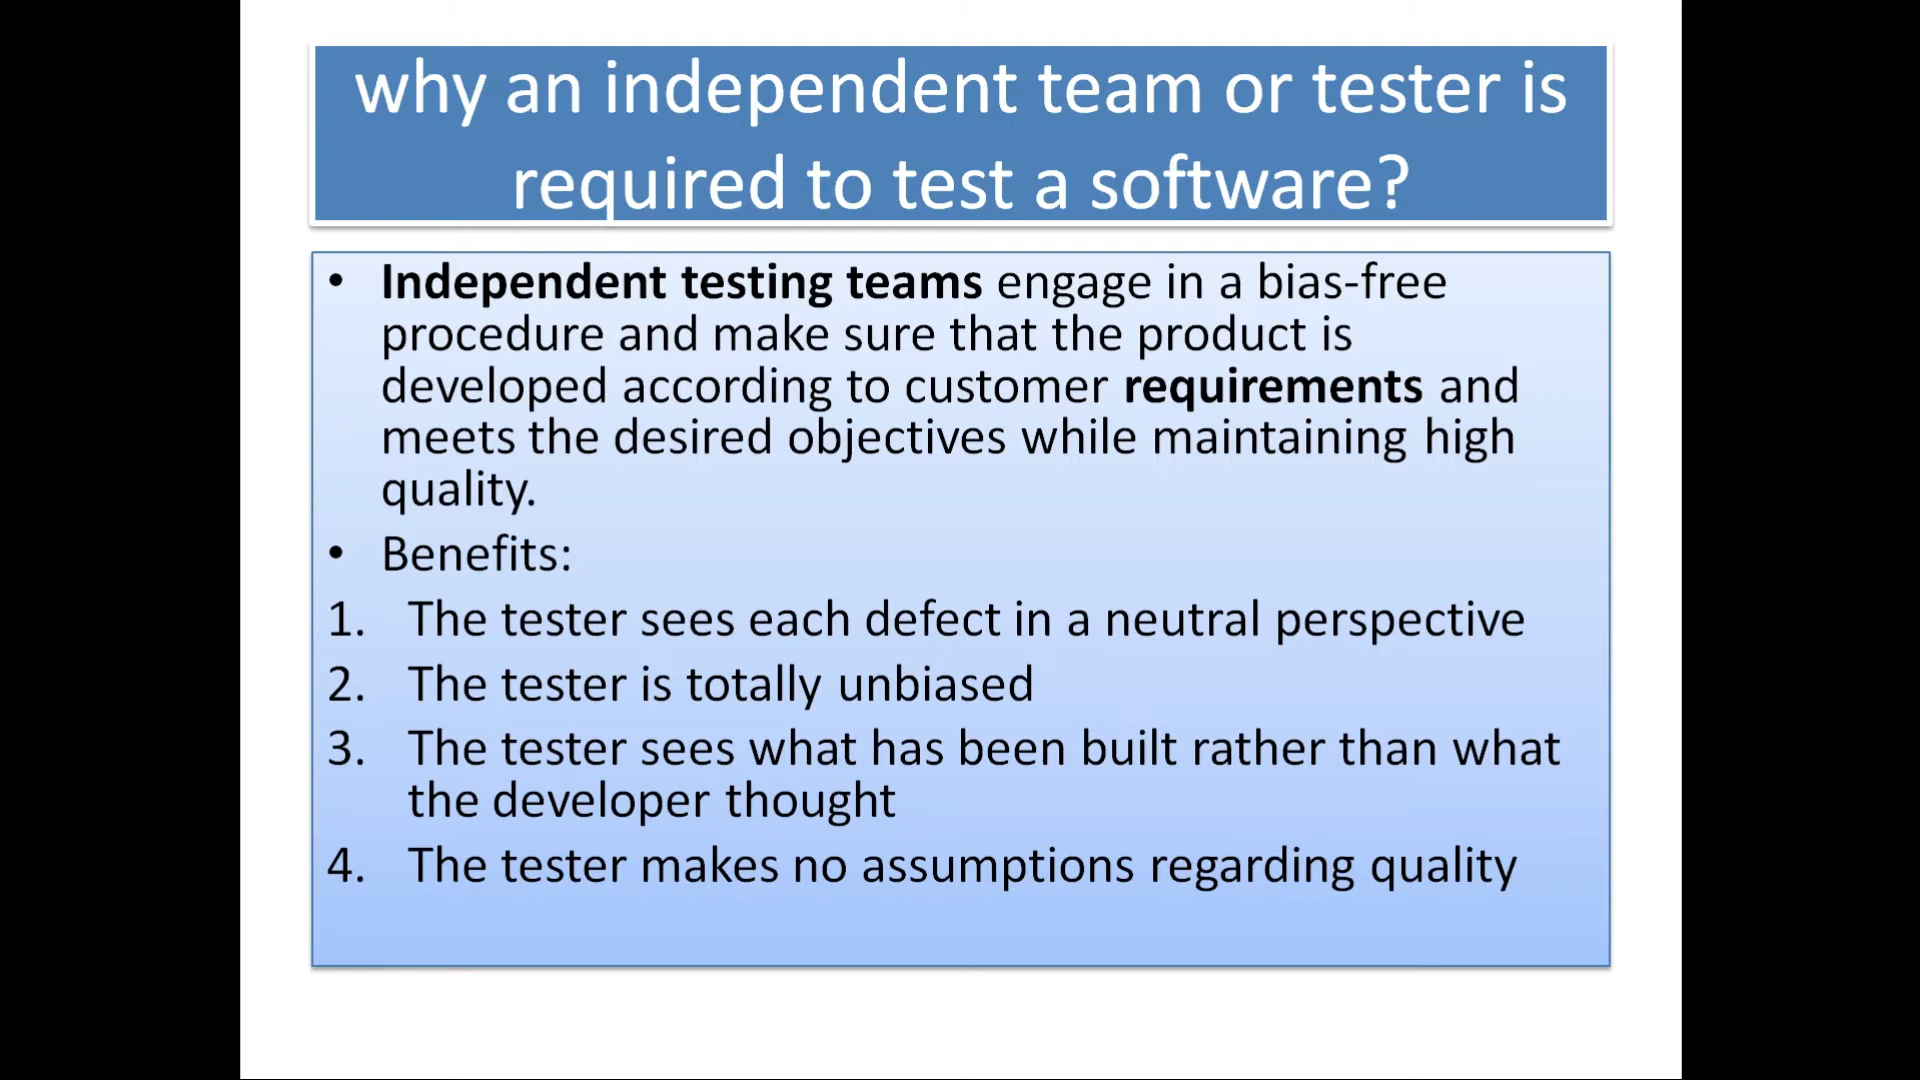 why an independent team or tester is
required to test a software?
• Independent testing teams engage in a bias-free
procedure and make sure that the product is
developed according to customer requirements and
meets the desired objectives while maintaining high
quality.
• Benefits:
1. The tester sees each defect in a neutral perspective
2. The tester is totally unbiased
3. The tester sees what has been built rather than what
the developer thought
4. The tester makes no assumptions regarding quality